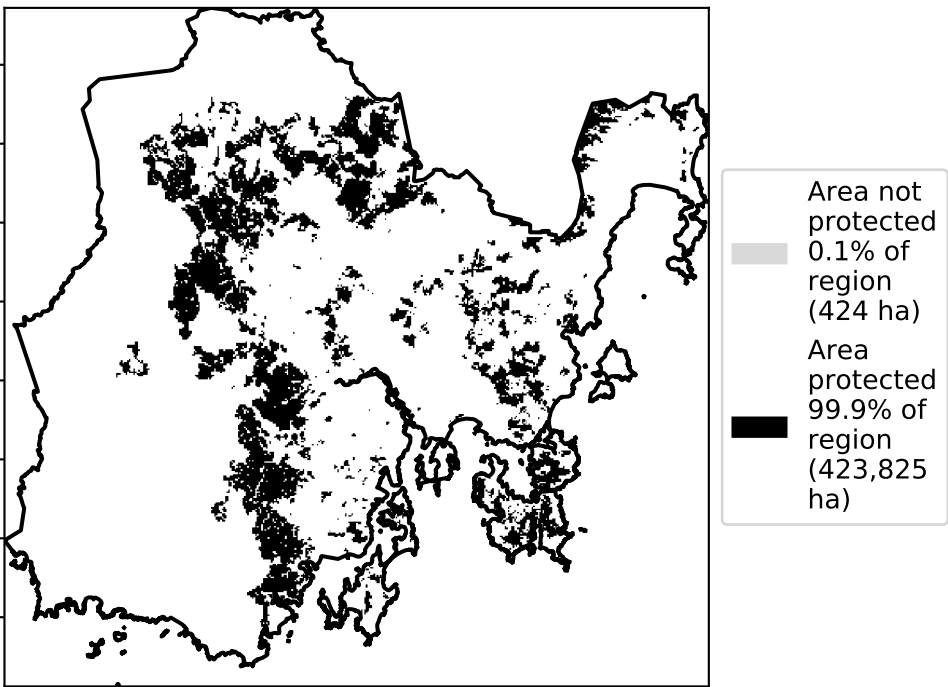 Area not
protected
0.1% of
region
(424 ha)
Area
protected
99.9% of
region
(423,825
ha)